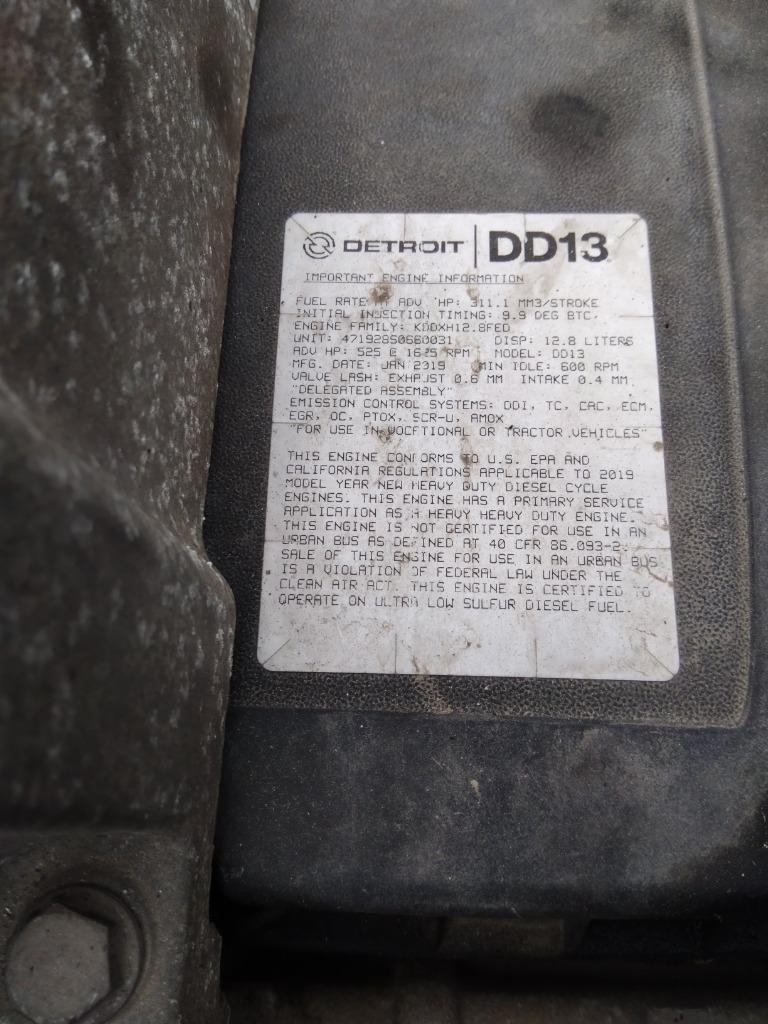 DETROIT | DD13
IMPORTANT ENGINE INFORMATION
FUEL RATE AT ADV HP: 311.1 MM3/STROKE
INITIAL INJECTION TIMING: 9.9 DEG BTC.
ENGINE FAMILY: KDDXH12.8FED
UNIT: DISP: 12.8 LITERS
ADV HP: 525 @ 1625 RPM MODEL: DD13
MFG. DATE: JAN 2019 MIN IDLE: 600 RPM
VALVE LASH: EXHAUST 0.6 MM INTAKE 0.4 MM.
"DELEGATED ASSEMBLY"
EMISSION CONTROL SYSTEMS: DDI, TC, CAC, ECM,
EGR, OC, PTOX, SCR-U, AMOX
"FOR USE IN VOCATIONAL OR TRACTOR VEHICLES"
THIS ENGINE CONFORMS TO U.S. EPA AND
CALIFORNIA REGULATIONS APPLICABLE TO 2019
MODEL YEAR NEW HEAVY DUTY DIESEL CYCLE
ENGINES. THIS ENGINE HAS A PRIMARY SERVICE
APPLICATION AS A HEAVY HEAVY DUTY ENGINE.
THIS ENGINE IS NOT CERTIFIED FOR USE IN AN
URBAN BUS AS DEFINED AT 40 CFR 86.093-2.
SALE OF THIS ENGINE FOR USE IN AN URBAN BUS
IS A VIOLATION OF FEDERAL LAW UNDER THE
CLEAN AIR ACT. THIS ENGINE IS CERTIFIED TO
OPERATE ON ULTRA LOW SULFUR DIESEL FUEL.